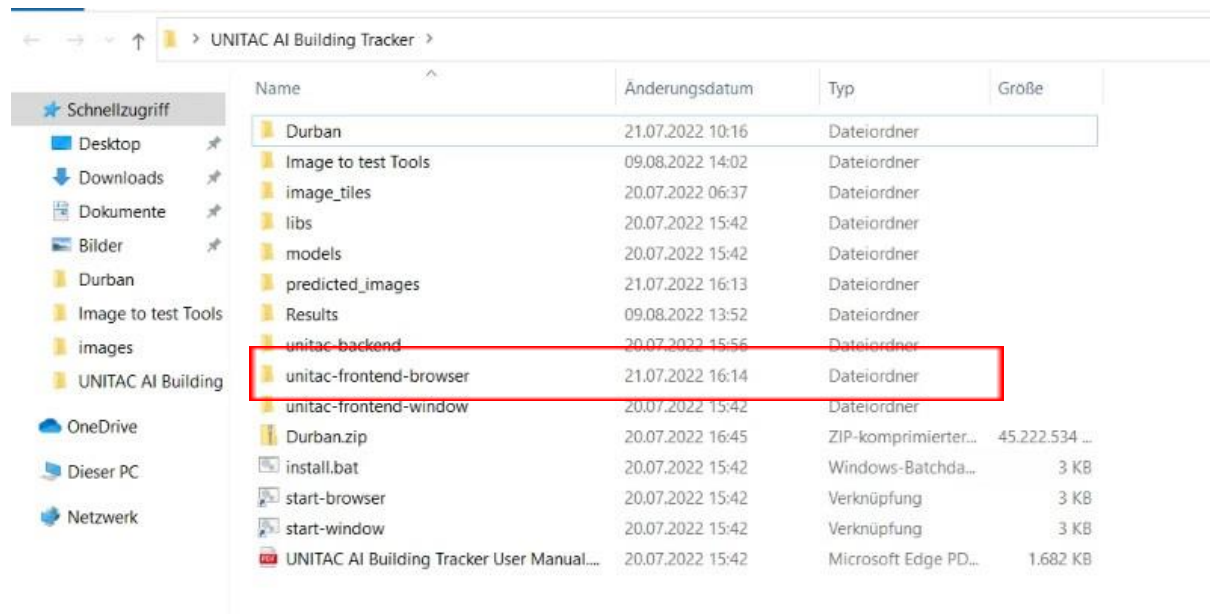 UNITAC AI Building Tracker
Name Änderungsdatum Typ Größe
Schnellzugriff
Desktop
Downloads
Dokumente
Bilder
Durban
Image to test Tools
images
UNITAC AI Building
OneDrive
Dieser PC
Netzwerk
Durban 21.07.2022 10:16 Dateiordner
Image to test Tools 09.08.2022 14:02 Dateiordner
image_tiles 20.07.2022 06:37 Dateiordner
libs 20.07.2022 15:42 Dateiordner
models 20.07.2022 15:42 Dateiordner
predicted_images 21.07.2022 16:13 Dateiordner
Results 09.08.2022 13:52 Dateiordner
unitac-backend 20.07.2022 15:56 Dateiordner
unitac-frontend-browser 21.07.2022 16:14 Dateiordner
unitac-frontend-window 20.07.2022 15:42 Dateiordner
Durban.zip 20.07.2022 16:45 ZIP-komprimierter... 45.222.534 ...
install.bat 20.07.2022 15:42 Windows-Batchda... 3 KB
start-browser 20.07.2022 15:42 Verknüpfung 3 KB
start-window 20.07.2022 15:42 Verknüpfung 3 KB
UNITAC AI Building Tracker User Manual.... 20.07.2022 15:42 Microsoft Edge PD... 1.682 KB